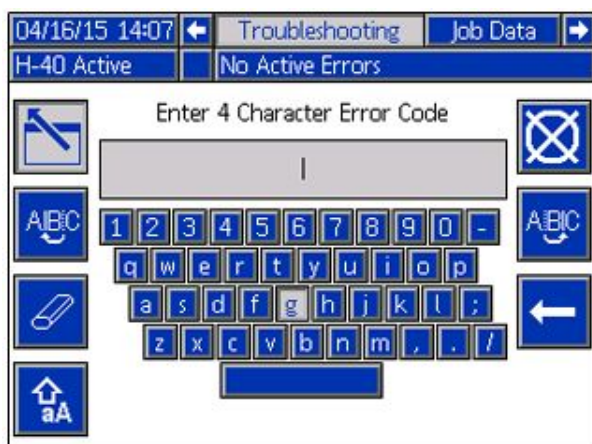 04/16/15 14:07 Troubleshooting Job Data
H-40 Active No Active Errors
Enter 4 Character Error Code
ABC ABC
1 2 3 4 5 6 7 8 9 0 -
q w e r t y u i o p
a s d f g h j k l ;
z x c v b n m , . /
aA